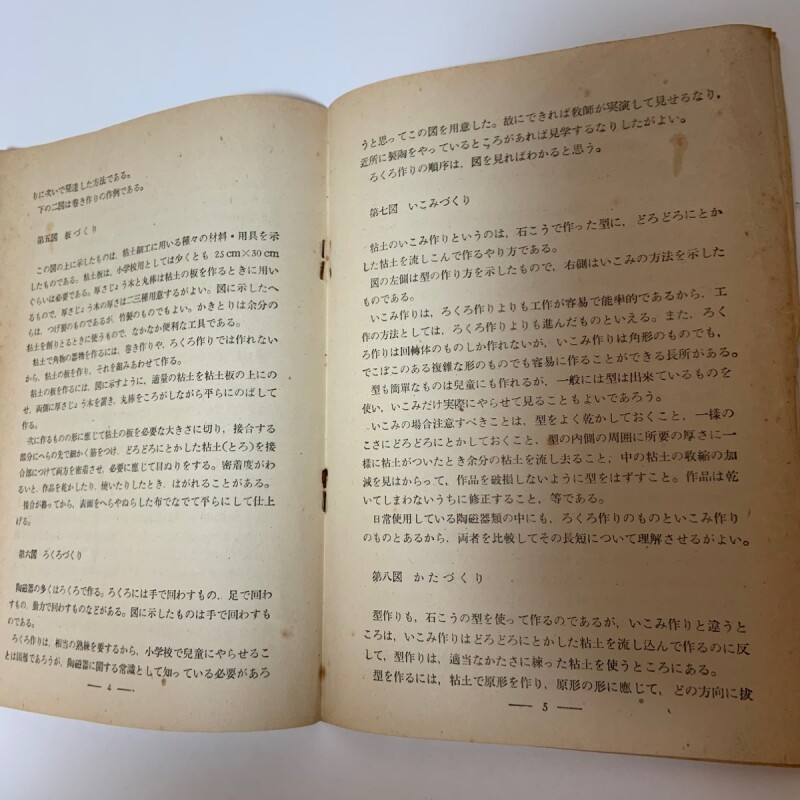 りに次いで発達した方法である。
下の二図は巻き作りの作例である。
第五図 板づくり
この図の上に示したものは，粘土細工に用いる種々の材料・用具を示
したものである。粘土板は，小学校用としては少くとも 25cm×30cm
ぐらいは必要である。厚さじょう木と丸棒は粘土の板を作るときに用い
るもので，厚さじょう木の厚さは二三種用意するがよい。図に示したへ
らは，つげ製のものであるが，竹製のものでもよい。かきとりは余分の
粘土を削りとるときに使うもので，なかなか便利な工具である。
粘土で角物の器物を作るには，巻き作りや，ろくろ作りでは作れない
から，粘土の板を作り，それを組みあわせて作る。
粘土の板を作るには，図に示すように，適量の粘土を粘土板の上にの
せ，両側に厚さじょう木を置き，丸棒をころがしながら平らにのばして
作る。
次に作るものの形に応じて粘土の板を必要な大きさに切り，接合する
部分にへらの先で細かく筋をつけ，どろどろにとかした粘土(とろ)を接
合部につけて両方を密着させ，必要に応じて目ぬりをする。密着度がわ
るいと，作品を乾かしたり，焼いたりしたとき，はがれることがある。
接合が終ってから，表面をへらやぬらした布でなでて平らにして仕上
げる。
第六図 ろくろづくり
陶磁器の多くはろくろで作る。ろくろには手で回わすもの，足で回わ
すもの，動力で回わすものなどがある。図に示したものは手で回わすも
のである。
ろくろ作りは，相当の熟練を要するから，小学校で児童にやらせるこ
とは困難であろうが，陶磁器に関する常識として知っている必要があろ
— 4 —
うと思ってこの図を用意した。故にできれば教師が実演して見せるなり，
近所に製陶をやっているところがあれば見学するなりしたがよい。
ろくろ作りの順序は，図を見ればわかると思う。
第七図 いこみづくり
粘土のいこみ作りというのは，石こうで作った型に，どろどろにとか
した粘土を流しこんで作るやり方である。
図の左側は型の作り方を示したもので，右側はいこみの方法を示した
ものである。
いこみ作りは，ろくろ作りよりも工作が容易で能率的であるから，工
作の方法としては，ろくろ作りよりも進んだものといえる。また，ろく
ろ作りは回轉体のものしか作れないが，いこみ作りは角形のものでも，
でこぼこのある複雑な形のものでも容易に作ることができる長所がある。
型も簡単なものは兒童にも作れるが，一般には型は出来ているものを
使い，いこみだけ実際にやらせて見ることもよいであろう。
いこみの場合注意すべきことは，型をよく乾かしておくこと，一様の
こさにどろどろにとかしておくこと，型の内側の周囲に所要の厚さに一
様に粘土がついたとき余分の粘土を流し去ること，中の粘土の收縮の加
減を見はからって，作品を破損しないように型をはずすこと。作品は乾
いてしまわないうちに修正すること，等である。
日常使用している陶磁器類の中にも，ろくろ作りのものといこみ作り
のものとあるから，両者を比較してその長短について理解させるがよい。
第八図 かたづくり
型作りも，石こうの型を使って作るのであるが，いこみ作りと違うと
ころは，いこみ作りはどろどろにとかした粘土を流し込んで作るのに反
して，型作りは，適当なかたさに練った粘土を使うところにある。
型を作るには，粘土で原形を作り，原形の形に應じて，どの方向に拔
— 5 —